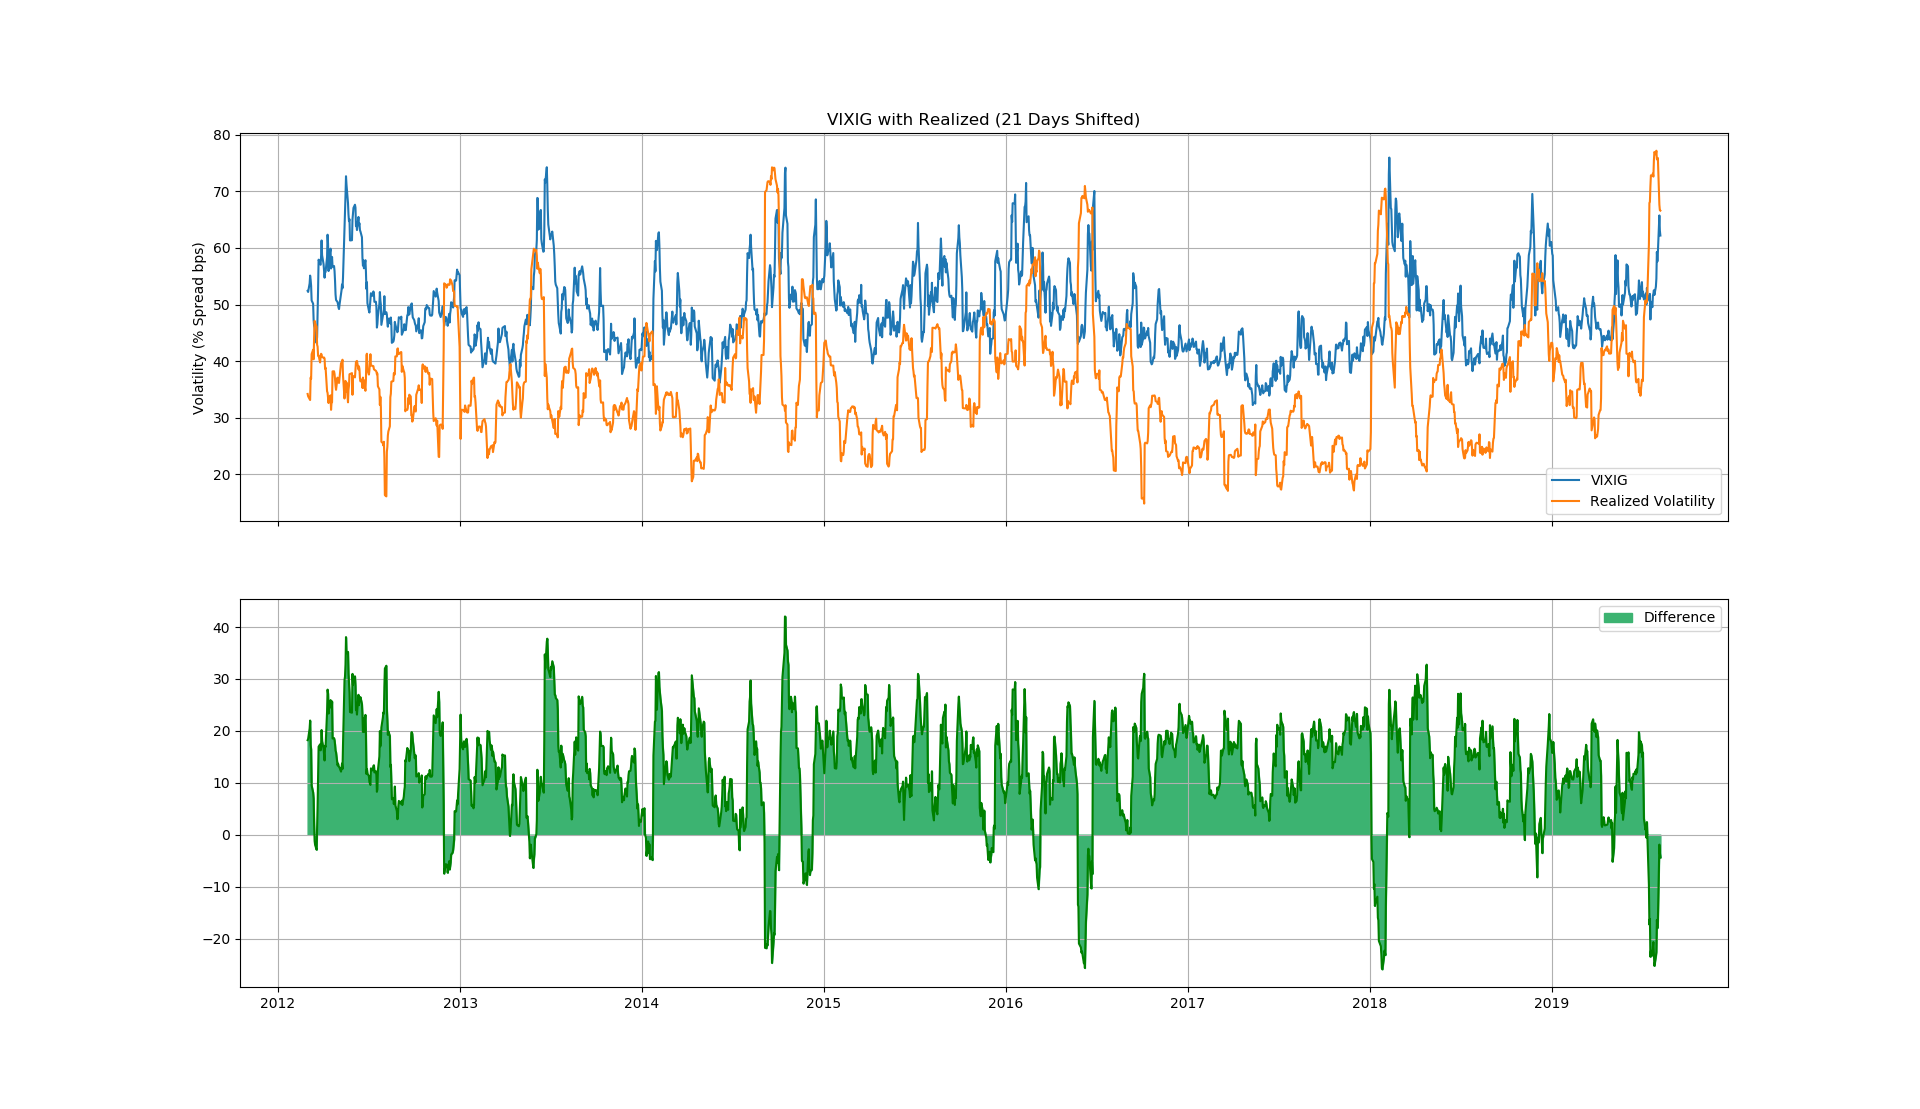 VIXIG with Realized (21 Days Shifted)
Volatility (% Spread bps)
80
70
60
50
40
30
20
VIXIG
Realized Volatility
40
30
20
10
0
−10
−20
Difference
2012 2013 2014 2015 2016 2017 2018 2019